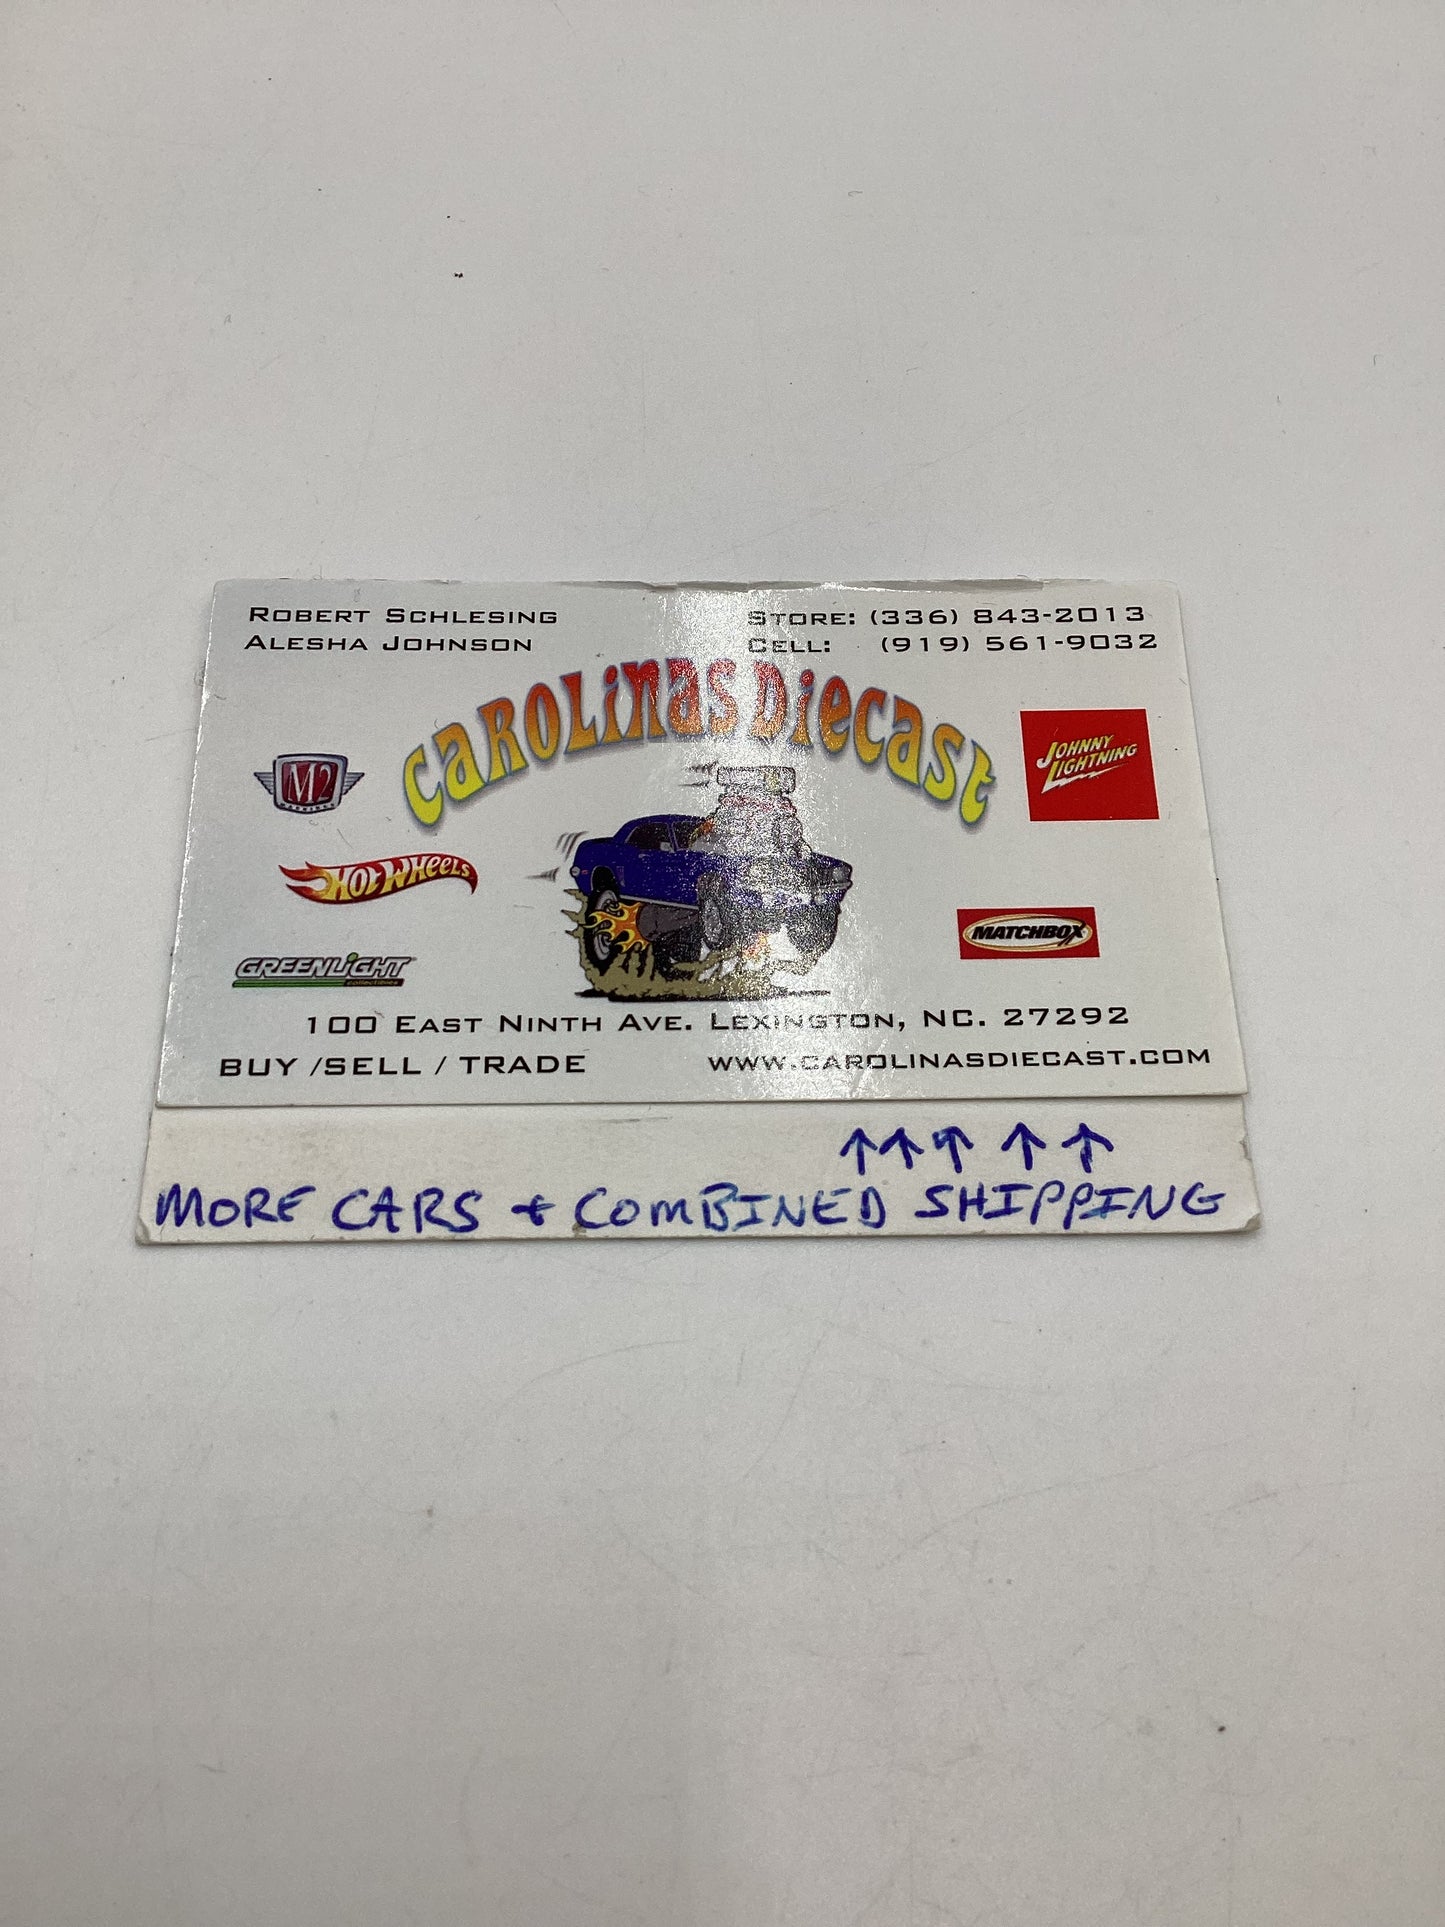 ROBERT SCHLESING
ALESHA JOHNSON
STORE: (336) 843-2013
CELL: (919) 561-9032
CAROLINAS DIECAST
M2
MACHINES
JOHNNY
LIGHTNING
HOT WHEELS
MATCHBOX
GREENLIGHT
collectibles
100 EAST NINTH AVE. LEXINGTON, NC. 27292
BUY /SELL / TRADE
WWW.CAROLINASDIECAST.COM
↑ ↑ ↑ ↑ ↑
MORE CARS + COMBINED SHIPPING